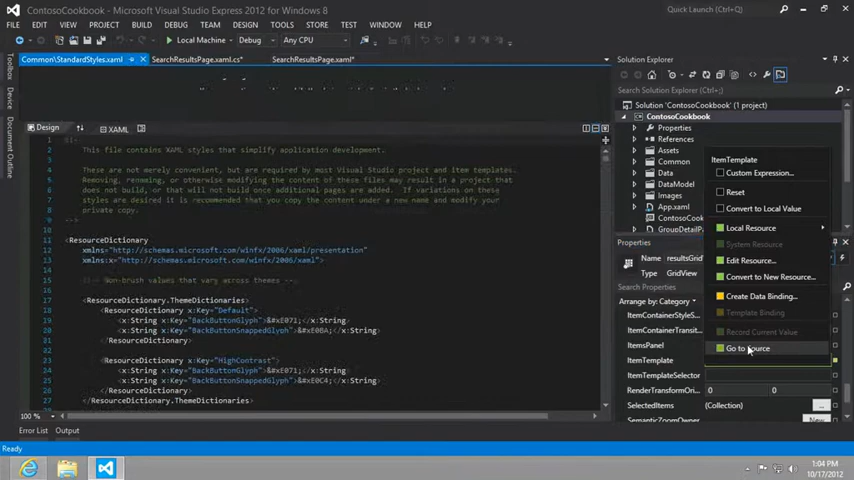 ContosoCookbook - Microsoft Visual Studio Express 2012 for Windows 8
Quick Launch (Ctrl+Q)
FILE EDIT VIEW PROJECT BUILD DEBUG TEAM DESIGN TOOLS STORE TEST WINDOW HELP
Local Machine Debug Any CPU
Common\StandardStyles.xaml SearchResultsPage.xaml.cs* SearchResultsPage.xaml*
Toolbox
Device
Document Outline
Design XAML
This file contains XAML styles that simplify application development.
These are not merely convenient, but are required by most Visual Studio project and item templates.
Removing, renaming, or otherwise modifying the content of these files may result in a project that
does not build, or that will not build once additional pages are added. If variations on these
styles are desired it is recommended that you copy the content under a new name and modify your
private copy.
-->
<ResourceDictionary
xmlns="http://schemas.microsoft.com/winfx/2006/xaml/presentation"
xmlns:x="http://schemas.microsoft.com/winfx/2006/xaml">
<!-- Non-brush values that vary across themes -->
<ResourceDictionary.ThemeDictionaries>
<ResourceDictionary x:Key="Default">
<x:String x:Key="BackButtonGlyph">&#xE071;</x:String>
<x:String x:Key="BackButtonSnappedGlyph">&#xE0BA;</x:String>
</ResourceDictionary>
<ResourceDictionary x:Key="HighContrast">
<x:String x:Key="BackButtonGlyph">&#xE071;</x:String>
<x:String x:Key="BackButtonSnappedGlyph">&#xE0C4;</x:String>
</ResourceDictionary>
</ResourceDictionary.ThemeDictionaries>
100 %
Error List Output
Ready
Solution Explorer
Search Solution Explorer (Ctrl+;)
Solution 'ContosoCookbook' (1 project)
ContosoCookbook
Properties
References
Assets
Common
Data
DataModel
Images
App.xaml
ContosoCook
GroupDetailP
Properties
Name resultsGrid
Type GridView
Search Properties
Arrange by: Category
ItemContainerStyleS...
ItemContainerTransit...
ItemsPanel
ItemTemplate
ItemTemplateSelector
RenderTransformOri... 0 0
SelectedItems (Collection) ...
SemanticZoomOwner New
ItemTemplate
Custom Expression...
Reset
Convert to Local Value
Local Resource
System Resource
Edit Resource...
Convert to New Resource...
Create Data Binding...
Template Binding
Record Current Value
Go to Source
1:04 PM
10/17/2012